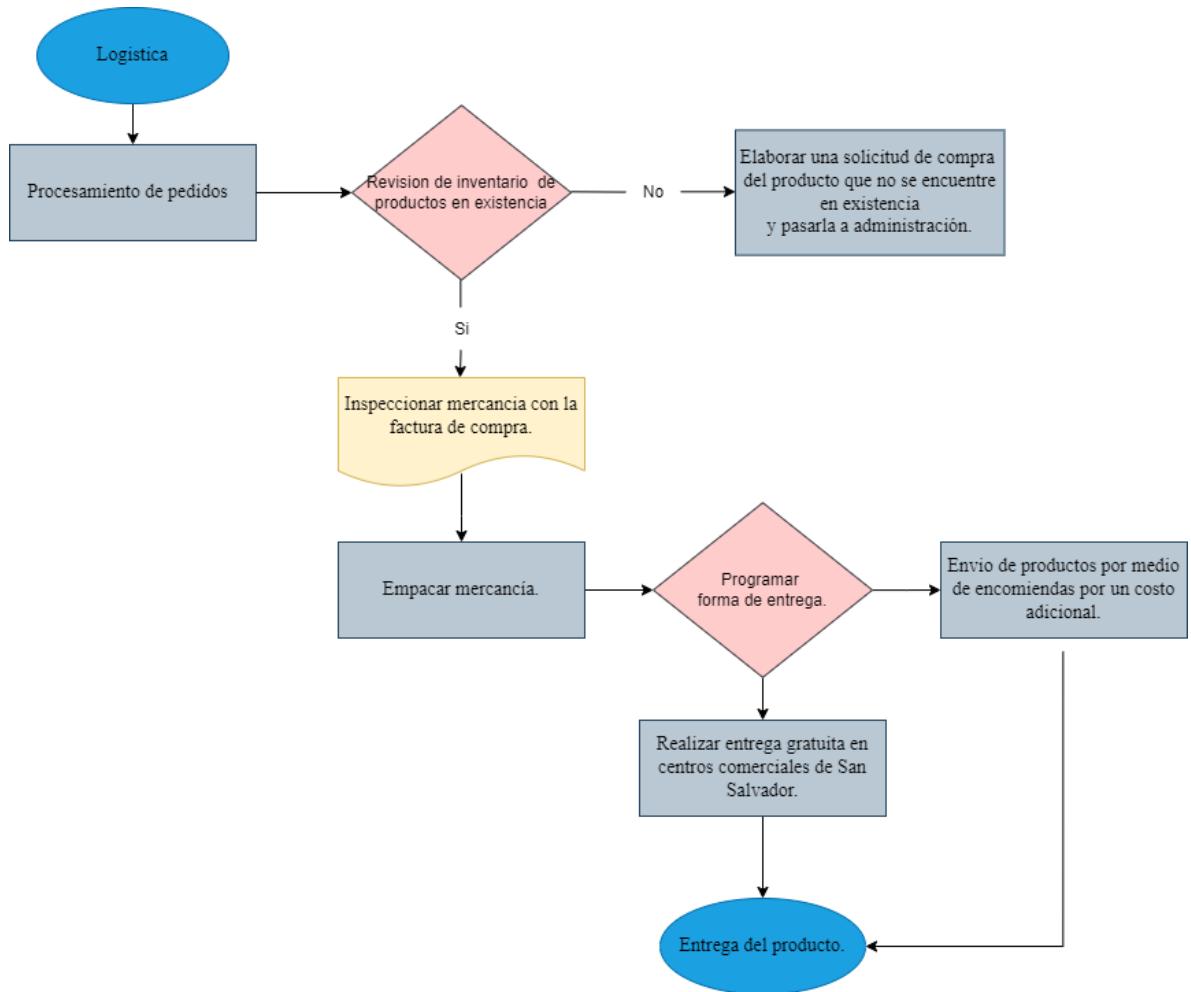 Logistica
Procesamiento de pedidos
Revision de inventario de
productos en existencia
No
Elaborar una solicitud de compra
del producto que no se encuentre
en existencia
y pasarla a administración.
Si
Inspeccionar mercancia con la
factura de compra.
Empacar mercancía.
Programar
forma de entrega.
Envio de productos por medio
de encomiendas por un costo
adicional.
Realizar entrega gratuita en
centros comerciales de San
Salvador.
Entrega del producto.